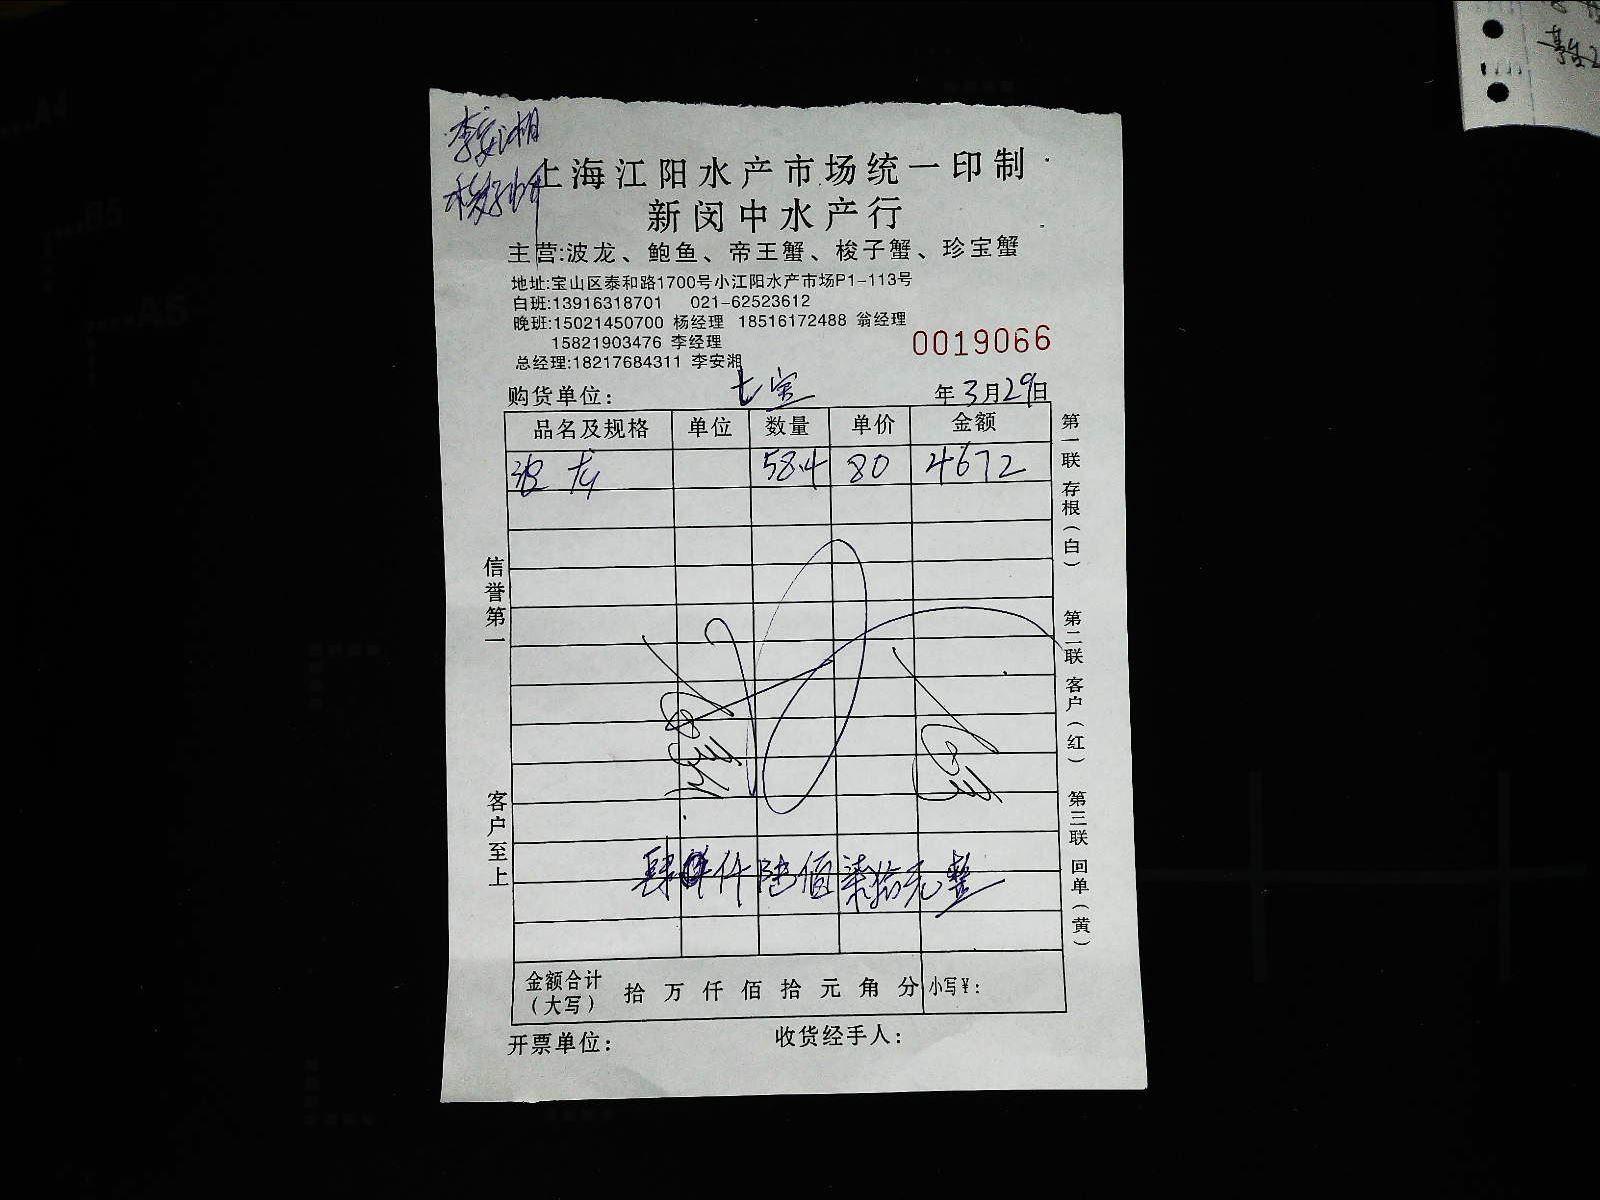 李安湘
上海江阳水产市场统一印制
新闵中水产行
主营:波龙、鲍鱼、帝王蟹、梭子蟹、珍宝蟹
地址:宝山区泰和路1700号小江阳水产市场P1-113号
白班:13916318701 021-62523612
晚班:15021450700 杨经理 18516172488 翁经理
15821903476 李经理
0019066
总经理:18217684311 李安湘
购货单位: 七宝 年3月29日
品名及规格 单位 数量 单价 金额
波龙 58.4 80 4672
肆仟陆佰柒拾元整
金额合计(大写) 拾 万 仟 佰 拾 元 角 分 小写¥:
开票单位: 收货经手人:
信誉第一
客户至上
第一联 存根(白)
第二联 客户(红)
第三联 回单(黄)